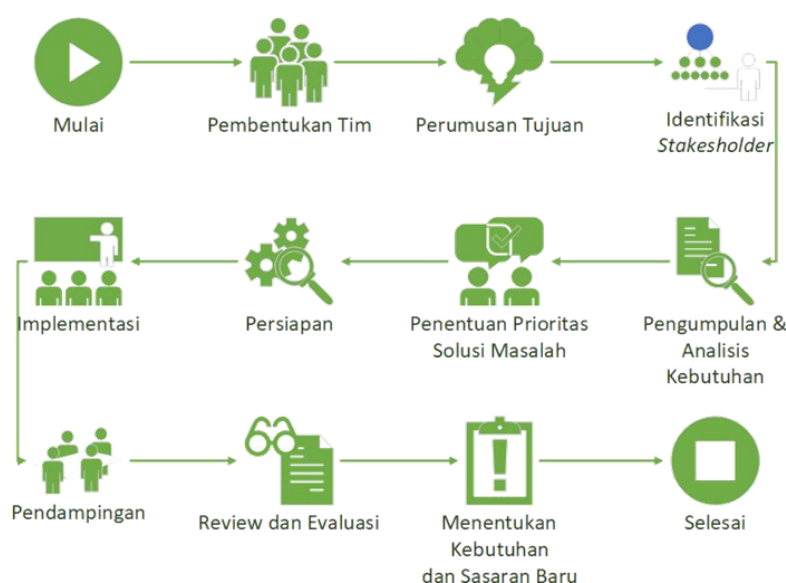 Mulai
Pembentukan Tim
Perumusan Tujuan
Identifikasi
Stakesholder
Implementasi
Persiapan
Penentuan Prioritas
Solusi Masalah
Pengumpulan &
Analisis
Kebutuhan
Pendampingan
Review dan Evaluasi
Menentukan
Kebutuhan
dan Sasaran Baru
Selesai